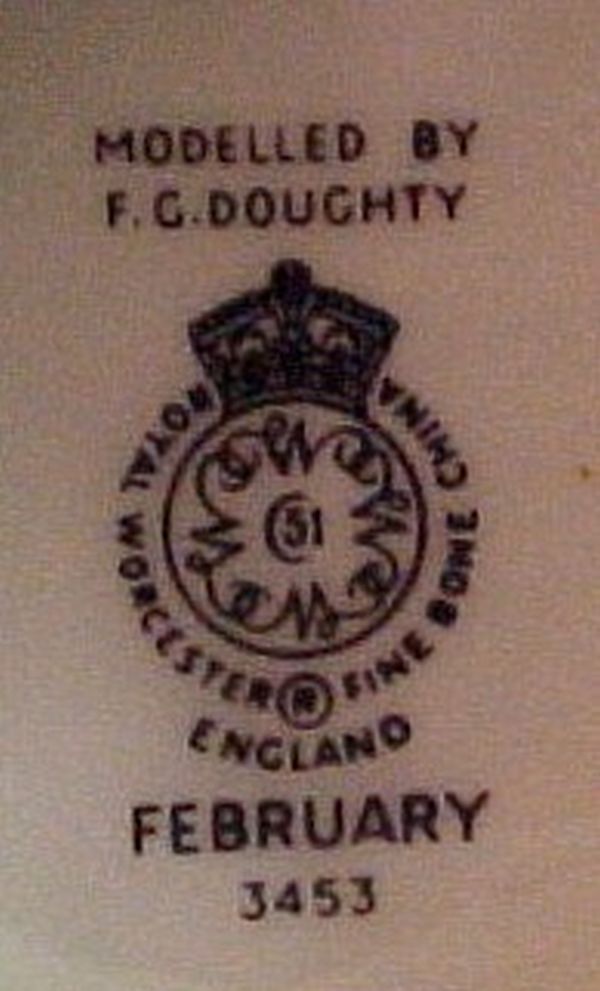 MODELLED BY
F.G.DOUGHTY
ROYAL WORCESTER ® FINE BONE CHINA
51
ENGLAND
FEBRUARY
3453